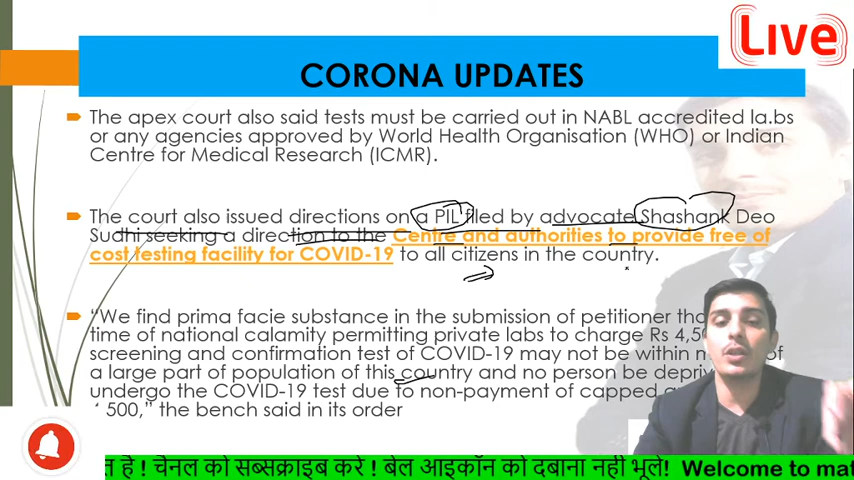 Live
CORONA UPDATES
The apex court also said tests must be carried out in NABL accredited la.bs
or any agencies approved by World Health Organisation (WHO) or Indian
Centre for Medical Research (ICMR).
The court also issued directions on a PIL filed by advocate Shashank Deo
Sudhi seeking a direction to the Centre and authorities to provide free of
cost testing facility for COVID-19 to all citizens in the country.
“We find prima facie substance in the submission of petitioner
time of national calamity permitting private labs to charge Rs
screening and confirmation test of COVID-19 may not be within
a large part of population of this country and no person be
undergo the COVID-19 test due to non-payment of capped
500,” the bench said in its order
है ! चैनल को सब्सक्राइब करे ! बेल आइकॉन को दबाना नही भूले! Welcome to